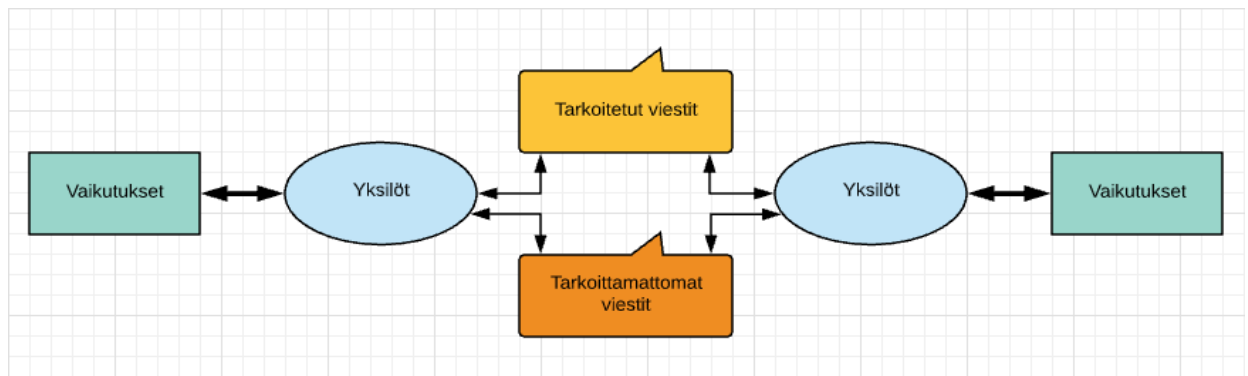 Tarkoitetut viestit
Vaikutukset
Yksilöt
Yksilöt
Vaikutukset
Tarkoittamattomat
viestit